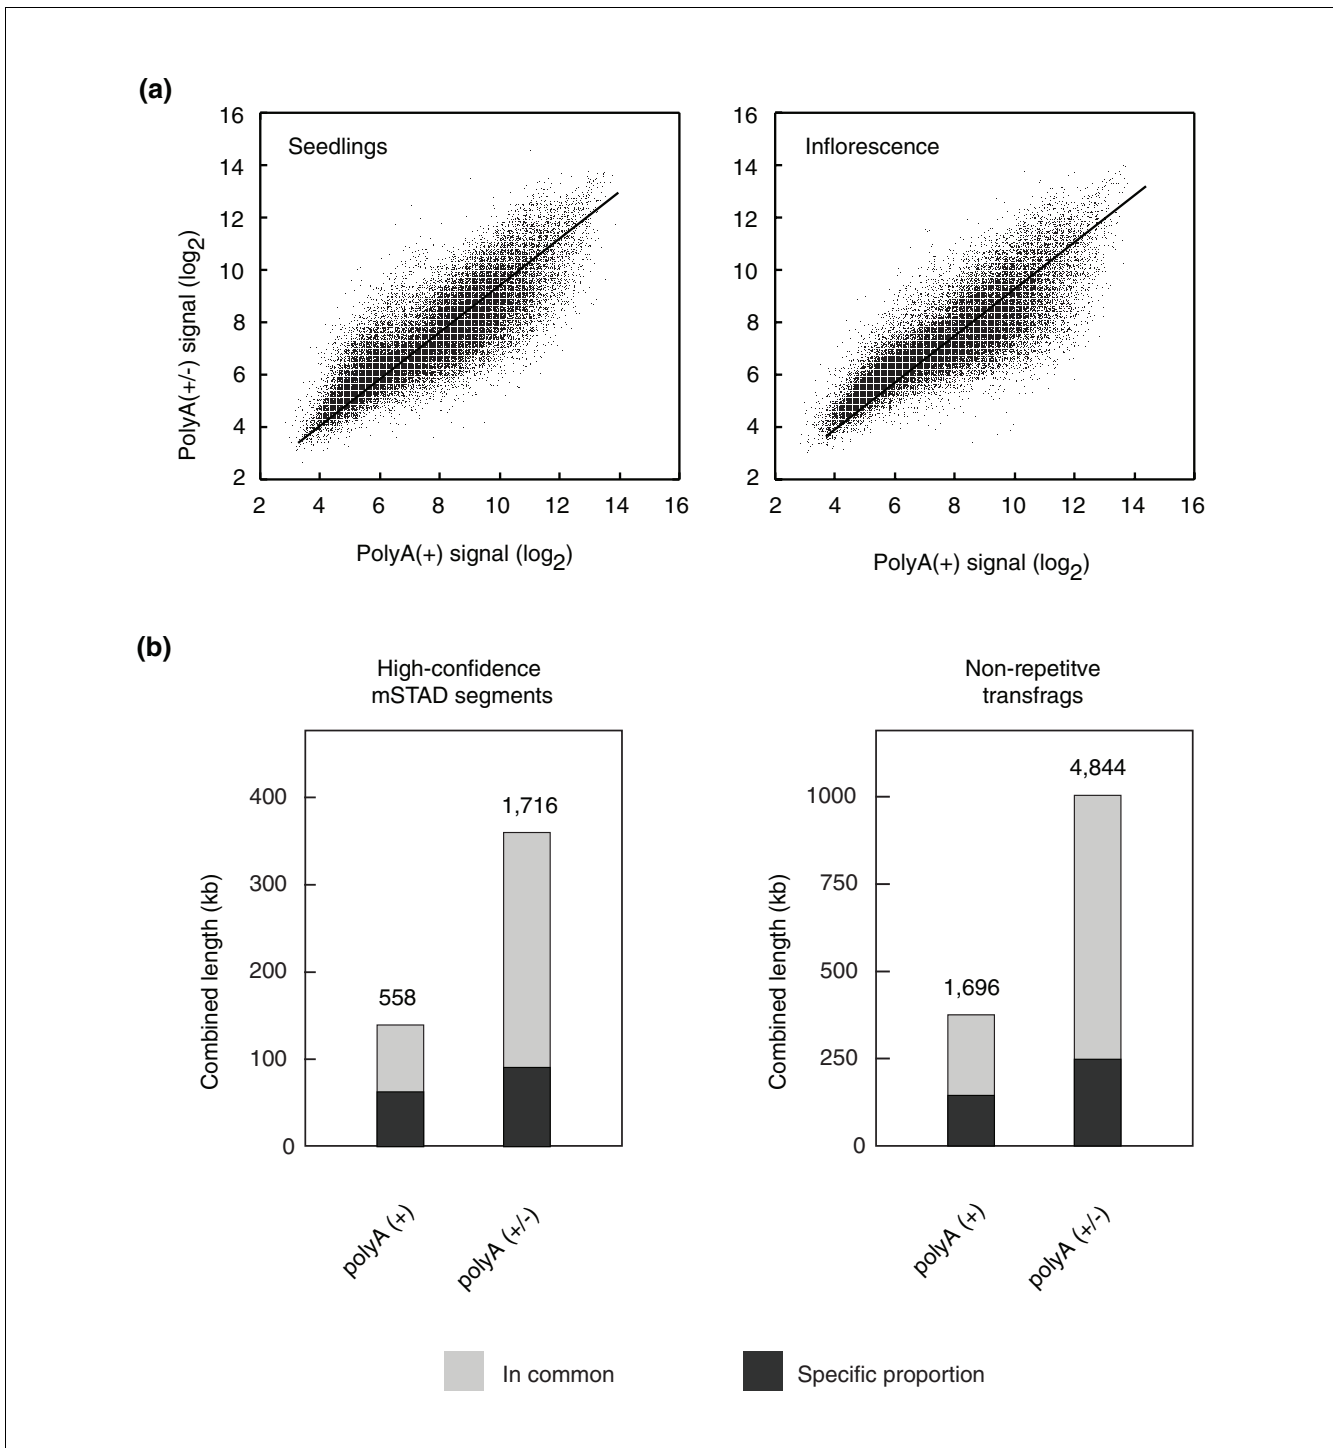 (a)
Seedlings
Inflorescence
16
14
12
10
8
6
4
2
2 4 6 8 10 12 14 16
PolyA(+/-) signal (log2)
PolyA(+) signal (log2)
16
14
12
10
8
6
4
2
2 4 6 8 10 12 14 16
PolyA(+) signal (log2)
(b)
High-confidence
mSTAD segments
400
300
200
100
0
Combined length (kb)
558
1,716
polyA (+)
polyA (+/-)
Non-repetitve
transfrags
1000
750
500
250
0
Combined length (kb)
1,696
4,844
polyA (+)
polyA (+/-)
In common
Specific proportion